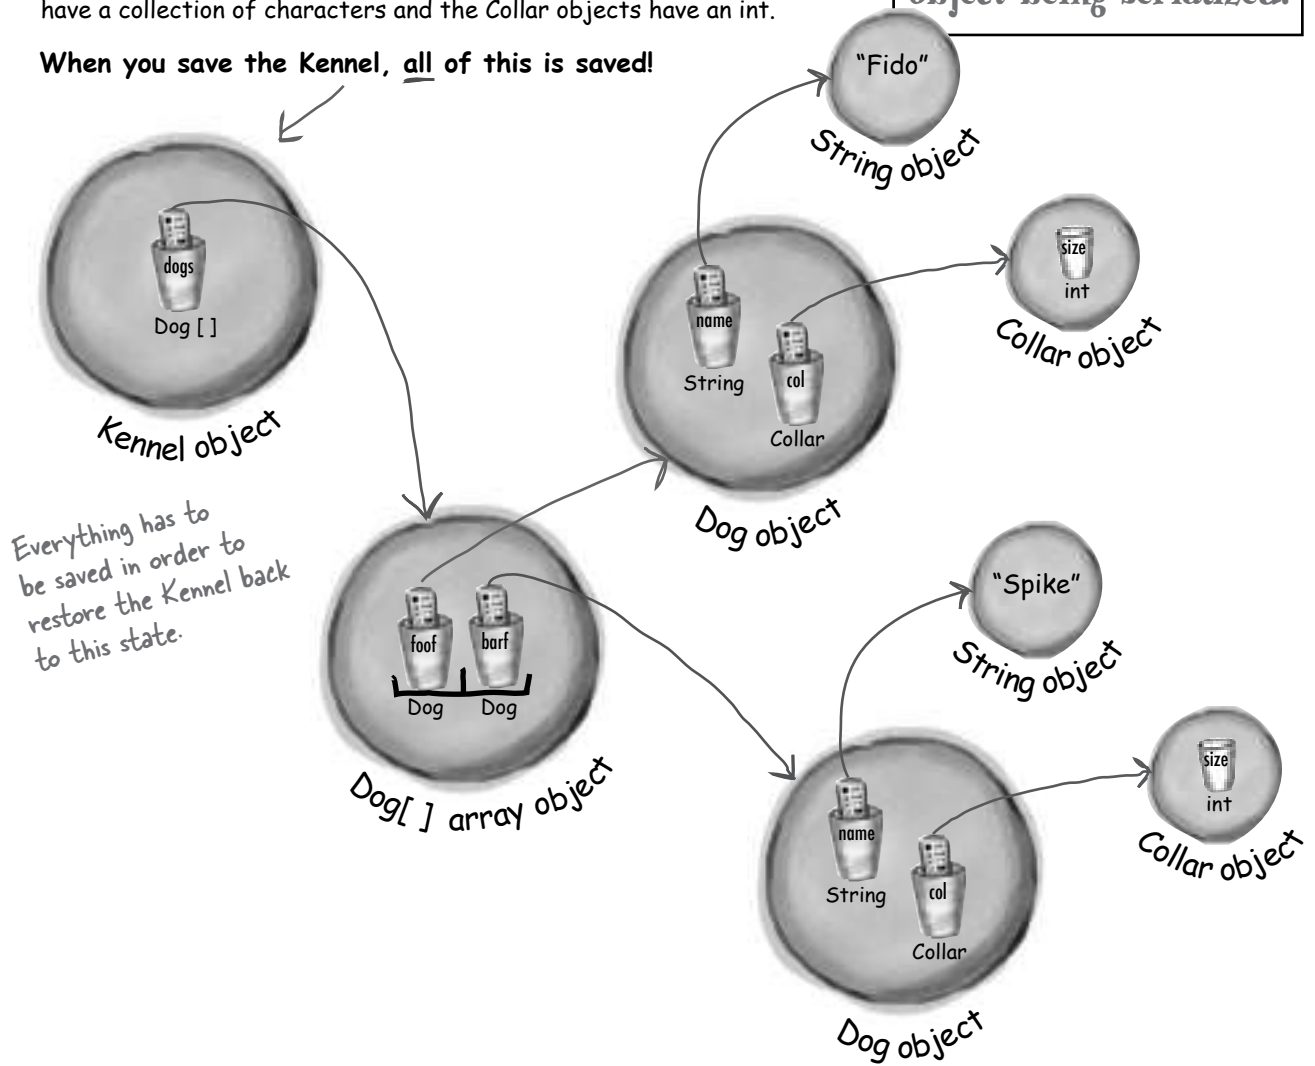 have a collection of characters and the Collar objects have an int.
object being serialized.
When you save the Kennel, all of this is saved!
"Fido"
String object
dogs
Dog [ ]
Kennel object
size
int
Collar object
name
String
col
Collar
Dog object
Everything has to
be saved in order to
restore the Kennel back
to this state.
foof
barf
Dog
Dog
Dog[ ] array object
"Spike"
String object
size
int
Collar object
name
String
col
Collar
Dog object